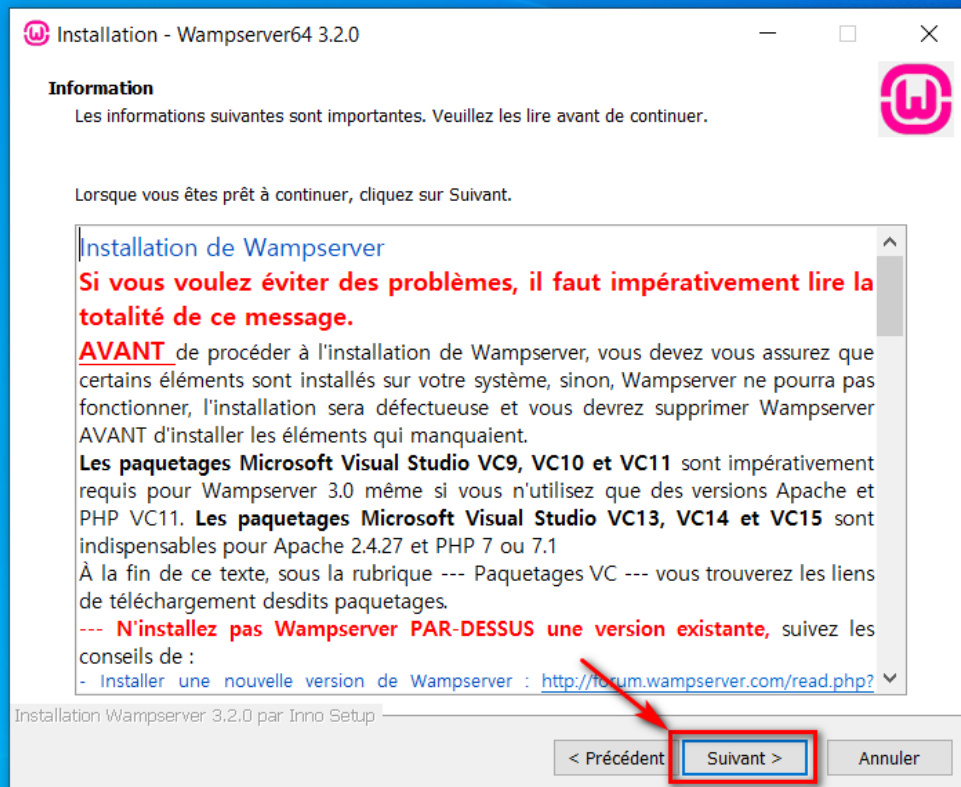 Installation - Wampserver64 3.2.0
Information
Les informations suivantes sont importantes. Veuillez les lire avant de continuer.
Lorsque vous êtes prêt à continuer, cliquez sur Suivant.
Installation de Wampserver
Si vous voulez éviter des problèmes, il faut impérativement lire la
totalité de ce message.
AVANT de procéder à l'installation de Wampserver, vous devez vous assurez que
certains éléments sont installés sur votre système, sinon, Wampserver ne pourra pas
fonctionner, l'installation sera défectueuse et vous devrez supprimer Wampserver
AVANT d'installer les éléments qui manquaient.
Les paquetages Microsoft Visual Studio VC9, VC10 et VC11 sont impérativement
requis pour Wampserver 3.0 même si vous n'utilisez que des versions Apache et
PHP VC11. Les paquetages Microsoft Visual Studio VC13, VC14 et VC15 sont
indispensables pour Apache 2.4.27 et PHP 7 ou 7.1
À la fin de ce texte, sous la rubrique --- Paquetages VC --- vous trouverez les liens
de téléchargement desdits paquetages.
--- N'installez pas Wampserver PAR-DESSUS une version existante, suivez les
conseils de :
- Installer une nouvelle version de Wampserver : http://forum.wampserver.com/read.php?
Installation Wampserver 3.2.0 par Inno Setup
< Précédent Suivant > Annuler